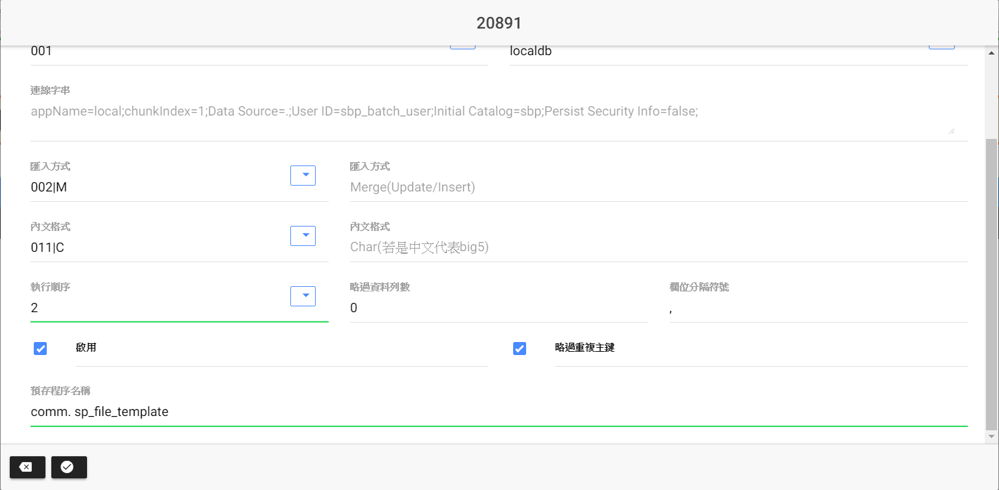 20891
001
localdb
連線字串
appName=local;chunkIndex=1;Data Source=.;User ID=sbp_batch_user;Initial Catalog=sbp;Persist Security Info=false;
匯入方式
匯入方式
002|M
Merge(Update/Insert)
內文格式
內文格式
011|C
Char(若是中文代表big5)
執行順序
略過資料列數
欄位分隔符號
2
0
,
啟用
略過重複主鍵
預存程序名稱
comm. sp_file_template